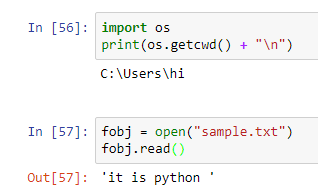 In [56]: import os
print(os.getcwd() + "\n")
C:\Users\hi
In [57]: fobj = open("sample.txt")
fobj.read()
Out[57]: 'it is python '